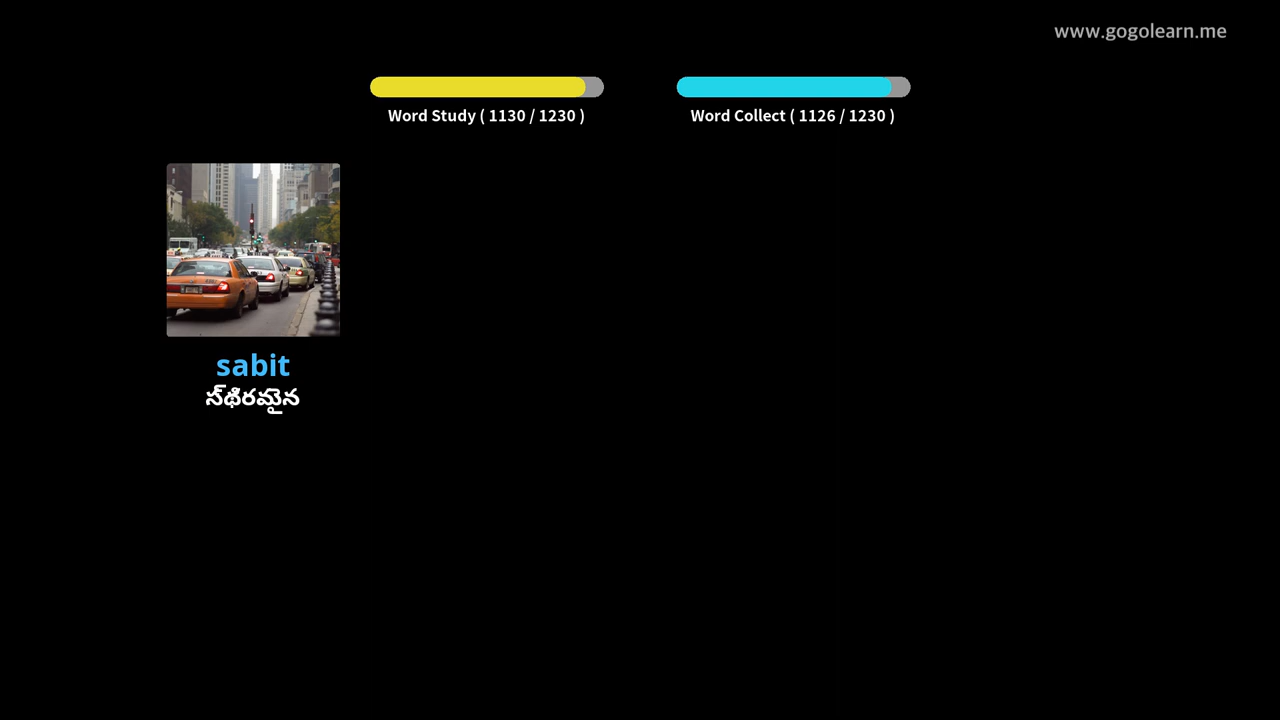 www.gogolearn.me
Word Study ( 1130 / 1230 )
Word Collect ( 1126 / 1230 )
sabit
స్థిరమైన